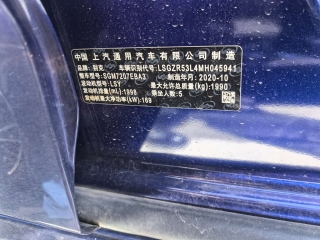 中国上汽通用汽车有限公司制造
品牌:别克 车辆识别代号:LSGZR53L4MH045941
整车型号:SGM7207EBA2 制造年月:2020-10
发动机型号:LSY 最大允许总质量(kg):1990
发动机排量(mL):1998 乘坐人数:5
发动机最大净功率(kW):169